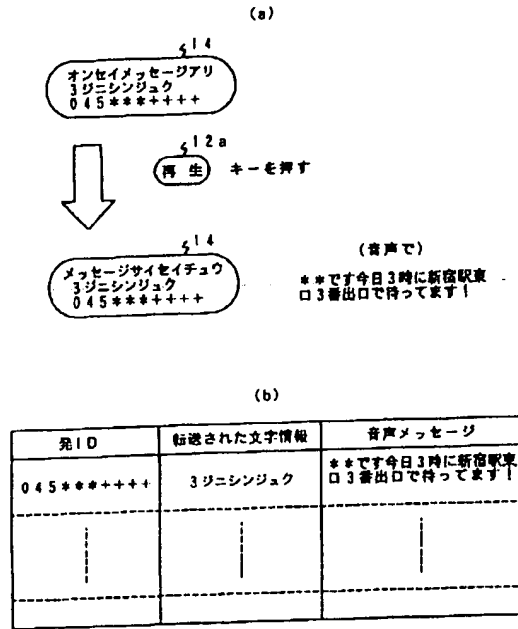 (a)
14
オンセイメッセージアリ
3ジニシンジュク
045***++++
12a
再生 キーを押す
14
メッセージサイセイチュウ
3ジニシンジュク
045***++++
(音声で)
**です今日3時に新宿駅東
口3番出口で待ってます!
(b)
発ID 転送された文字情報 音声メッセージ
045***++++ 3ジニシンジュク **です今日3時に新宿駅東
口3番出口で待ってます!